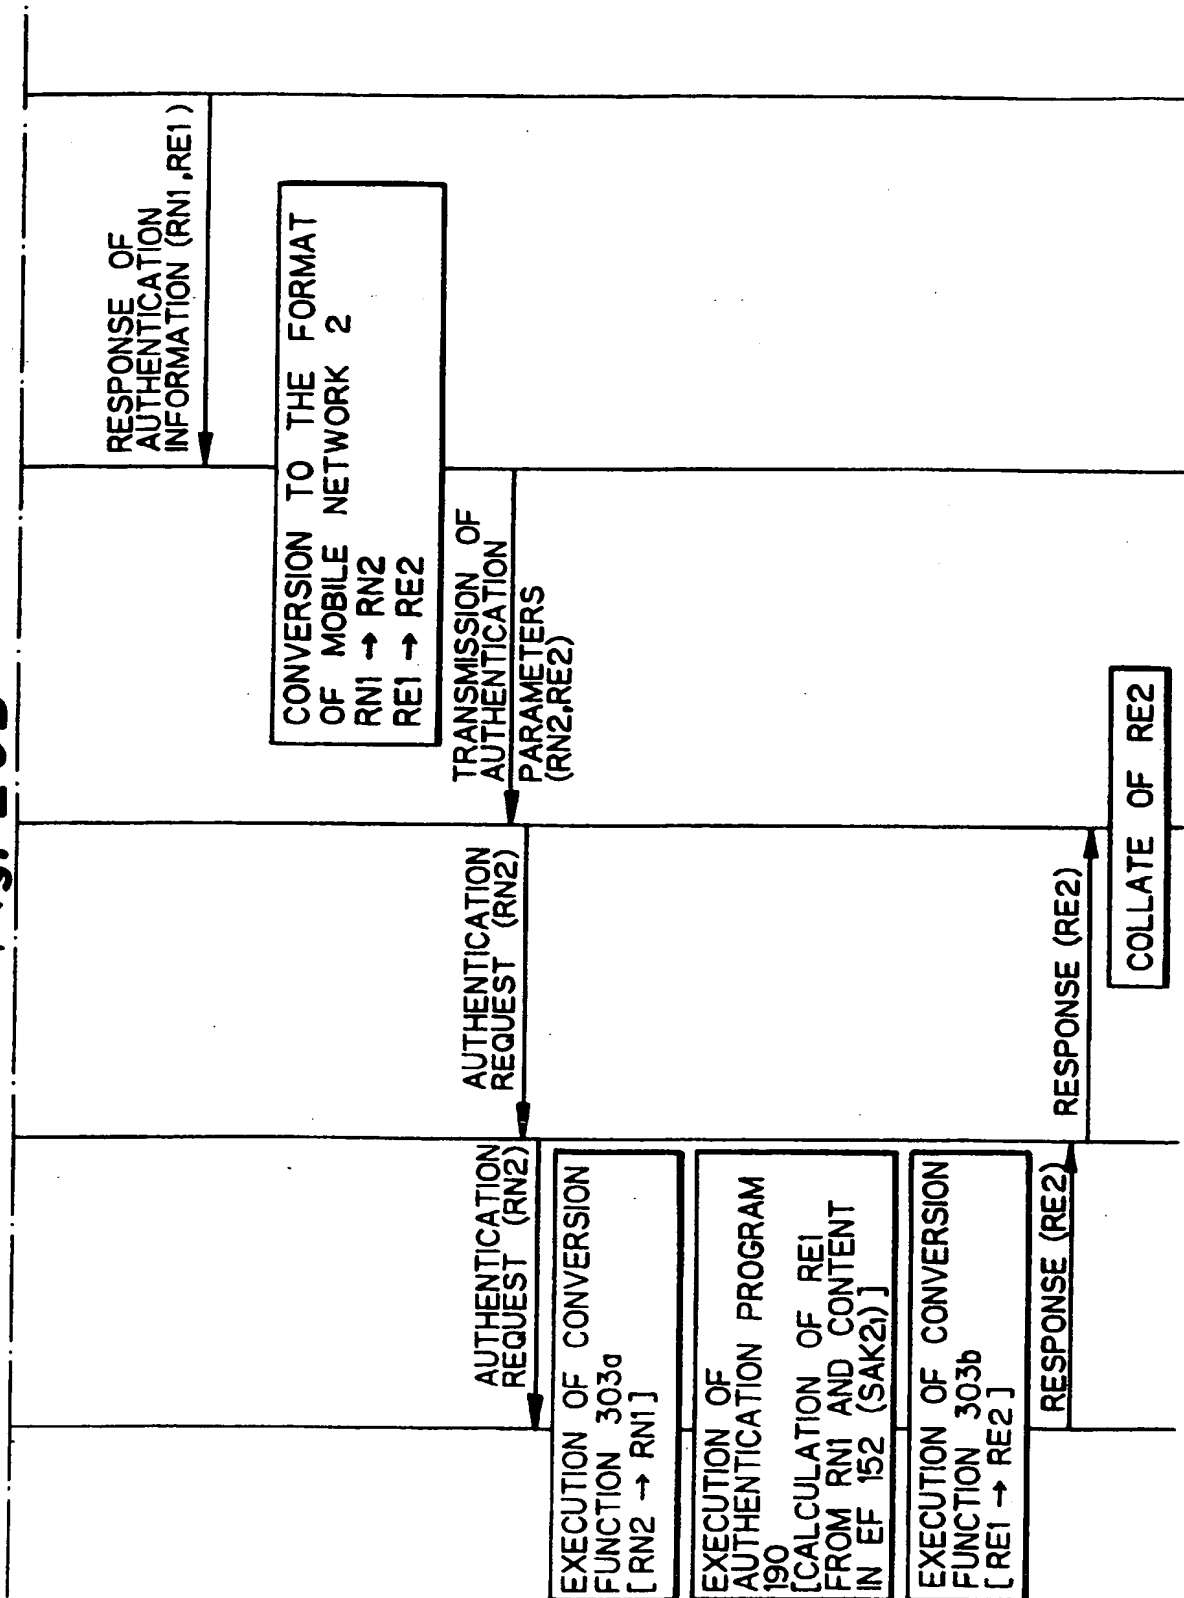 RESPONSE OF
AUTHENTICATION
INFORMATION (RN1,RE1)
CONVERSION TO THE FORMAT
OF MOBILE NETWORK 2
RN1 → RN2
RE1 → RE2
TRANSMISSION OF
AUTHENTICATION
PARAMETERS
(RN2,RE2)
AUTHENTICATION
REQUEST (RN2)
AUTHENTICATION
REQUEST (RN2)
EXECUTION OF CONVERSION
FUNCTION 303a
[RN2 → RN1]
EXECUTION OF
AUTHENTICATION PROGRAM
190
[CALCULATION OF RE1
FROM RN1 AND CONTENT
IN EF 152 (SAK2₁)]
EXECUTION OF CONVERSION
FUNCTION 303b
[RE1 → RE2]
RESPONSE (RE2)
RESPONSE (RE2)
COLLATE OF RE2